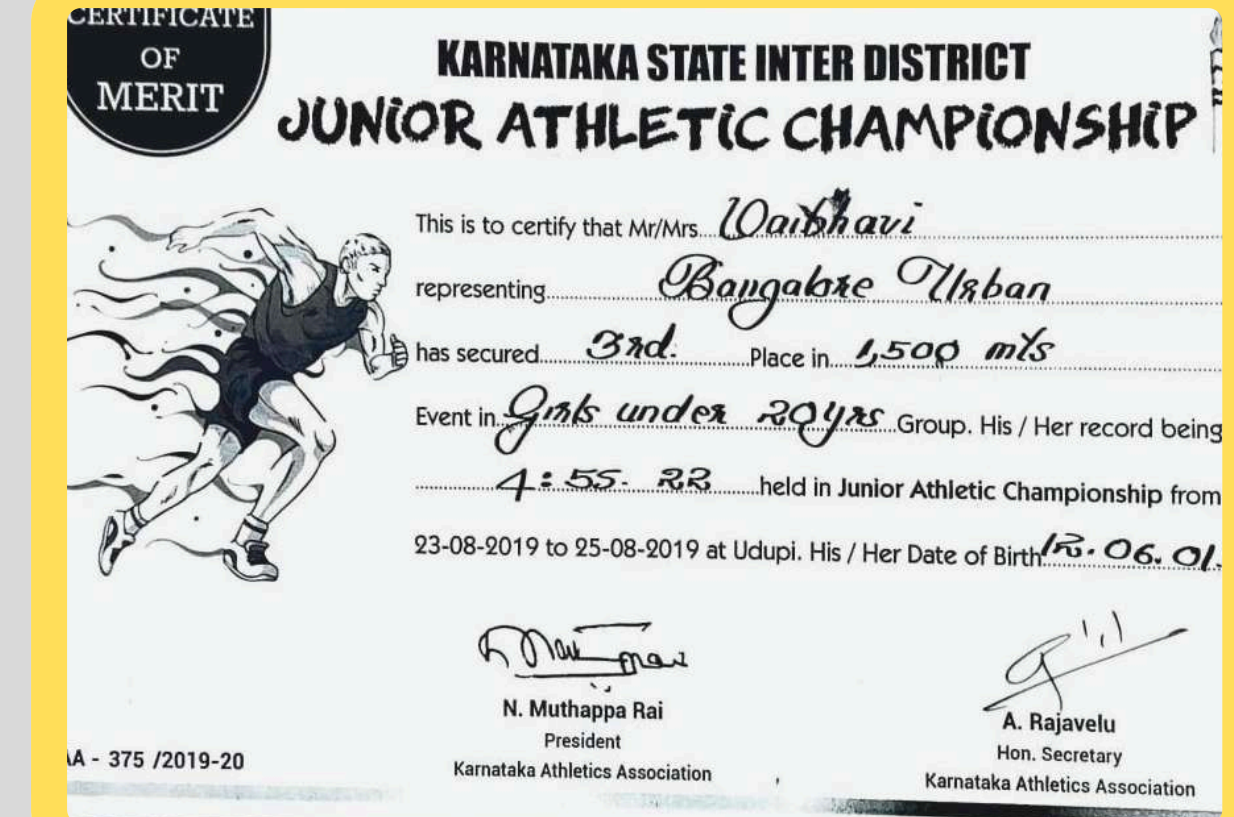 CERTIFICATE
OF
MERIT
KARNATAKA STATE INTER DISTRICT
JUNiOR ATHLETiC CHAMPiONSHiP
This is to certify that Mr/Mrs. Waibhavi
representing Bangalore Urban
has secured 3rd. Place in 1,500 mts
Event in Girls under 20yrs Group. His / Her record being
4:55. 22 held in Junior Athletic Championship from
23-08-2019 to 25-08-2019 at Udupi. His / Her Date of Birth 12.06.01.
N. Muthappa Rai
President
Karnataka Athletics Association
A. Rajavelu
Hon. Secretary
Karnataka Athletics Association
AA - 375 /2019-20